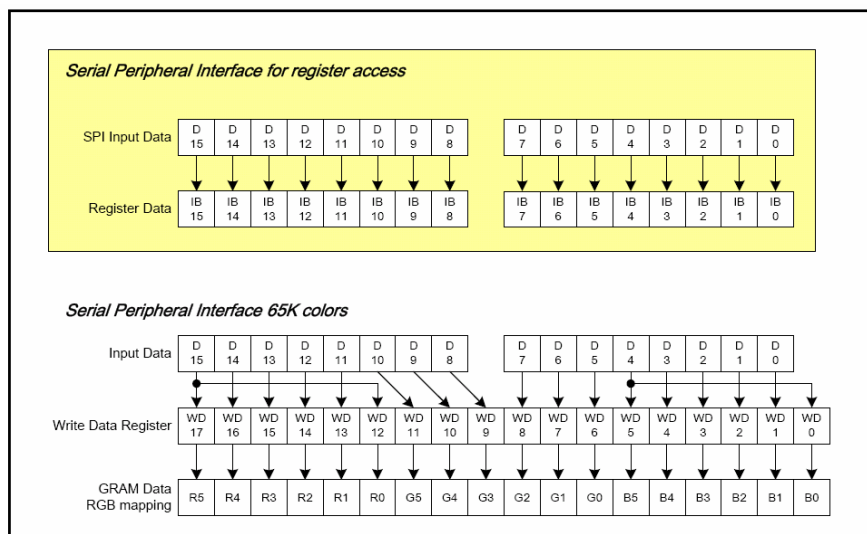 Serial Peripheral Interface for register access
SPI Input Data D 15 D 14 D 13 D 12 D 11 D 10 D 9 D 8 D 7 D 6 D 5 D 4 D 3 D 2 D 1 D 0
Register Data IB 15 IB 14 IB 13 IB 12 IB 11 IB 10 IB 9 IB 8 IB 7 IB 6 IB 5 IB 4 IB 3 IB 2 IB 1 IB 0
Serial Peripheral Interface 65K colors
Input Data D 15 D 14 D 13 D 12 D 11 D 10 D 9 D 8 D 7 D 6 D 5 D 4 D 3 D 2 D 1 D 0
Write Data Register WD 17 WD 16 WD 15 WD 14 WD 13 WD 12 WD 11 WD 10 WD 9 WD 8 WD 7 WD 6 WD 5 WD 4 WD 3 WD 2 WD 1 WD 0
GRAM Data
RGB mapping R5 R4 R3 R2 R1 R0 G5 G4 G3 G2 G1 G0 B5 B4 B3 B2 B1 B0